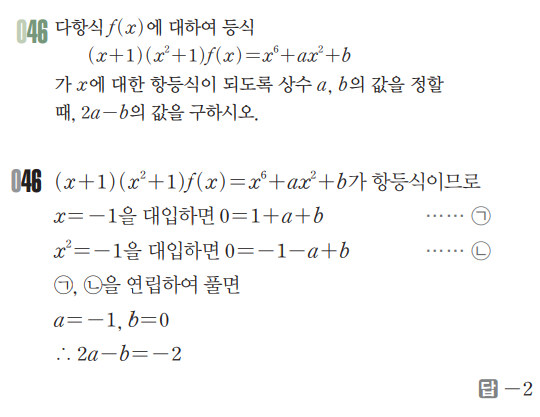 046 다항식 f(x)에 대하여 등식
(x+1)(x²+1)f(x)=x⁶+ax²+b
가 x에 대한 항등식이 되도록 상수 a, b의 값을 정할
때, 2a-b의 값을 구하시오.
046 (x+1)(x²+1)f(x)=x⁶+ax²+b가 항등식이므로
x=-1을 대입하면 0=1+a+b …… ㉠
x²=-1을 대입하면 0=-1-a+b …… ㉡
㉠, ㉡을 연립하여 풀면
a=-1, b=0
∴ 2a-b=-2
답 -2